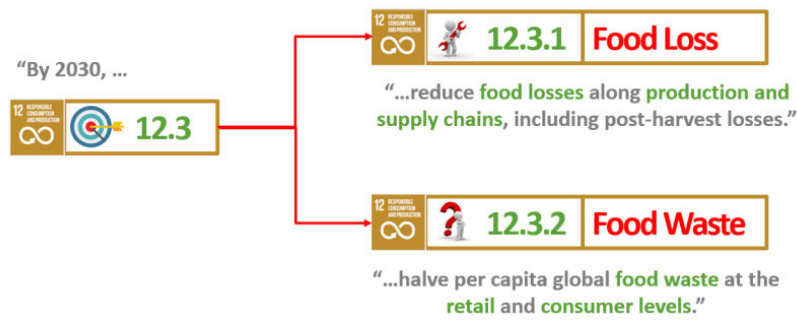 “By 2030, ...
12 RESPONSIBLE
CONSUMPTION
AND PRODUCTION
12.3
12 RESPONSIBLE
CONSUMPTION
AND PRODUCTION
12.3.1 Food Loss
“...reduce food losses along production and
supply chains, including post-harvest losses.”
12 RESPONSIBLE
CONSUMPTION
AND PRODUCTION
12.3.2 Food Waste
“...halve per capita global food waste at the
retail and consumer levels.”